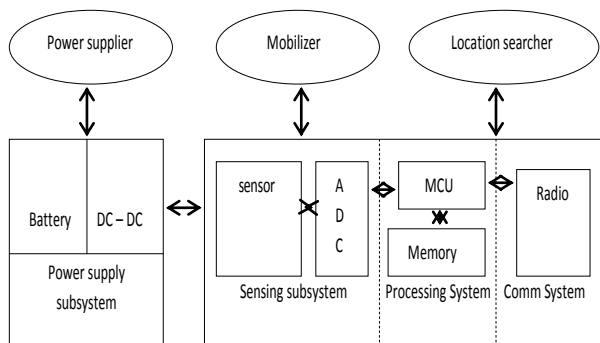 Power supplier
Mobilizer
Location searcher
sensor
A
D
C
MCU
Radio
Battery
DC – DC
Memory
Power supply
subsystem
Sensing subsystem
Processing System
Comm System